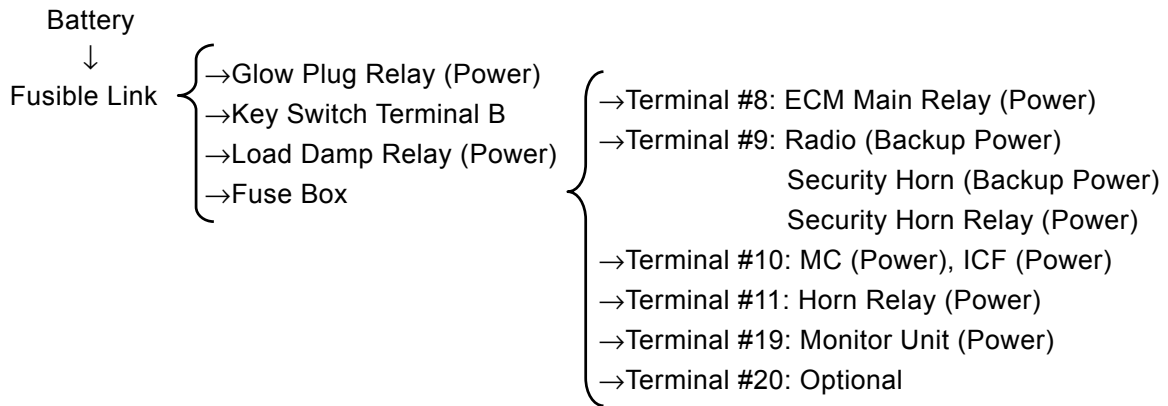 Battery
↓
Fusible Link
→Glow Plug Relay (Power)
→Key Switch Terminal B
→Load Damp Relay (Power)
→Fuse Box
→Terminal #8: ECM Main Relay (Power)
→Terminal #9: Radio (Backup Power)
Security Horn (Backup Power)
Security Horn Relay (Power)
→Terminal #10: MC (Power), ICF (Power)
→Terminal #11: Horn Relay (Power)
→Terminal #19: Monitor Unit (Power)
→Terminal #20: Optional